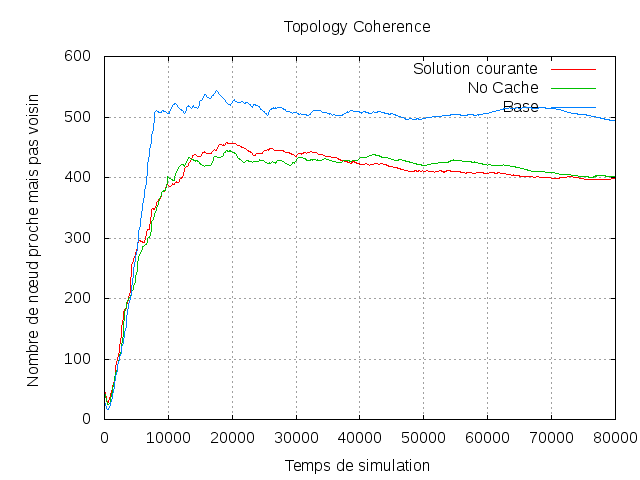 Topology Coherence
Solution courante
No Cache
Base
Nombre de nœud proche mais pas voisin
600
500
400
300
200
100
0
0 10000 20000 30000 40000 50000 60000 70000 80000
Temps de simulation